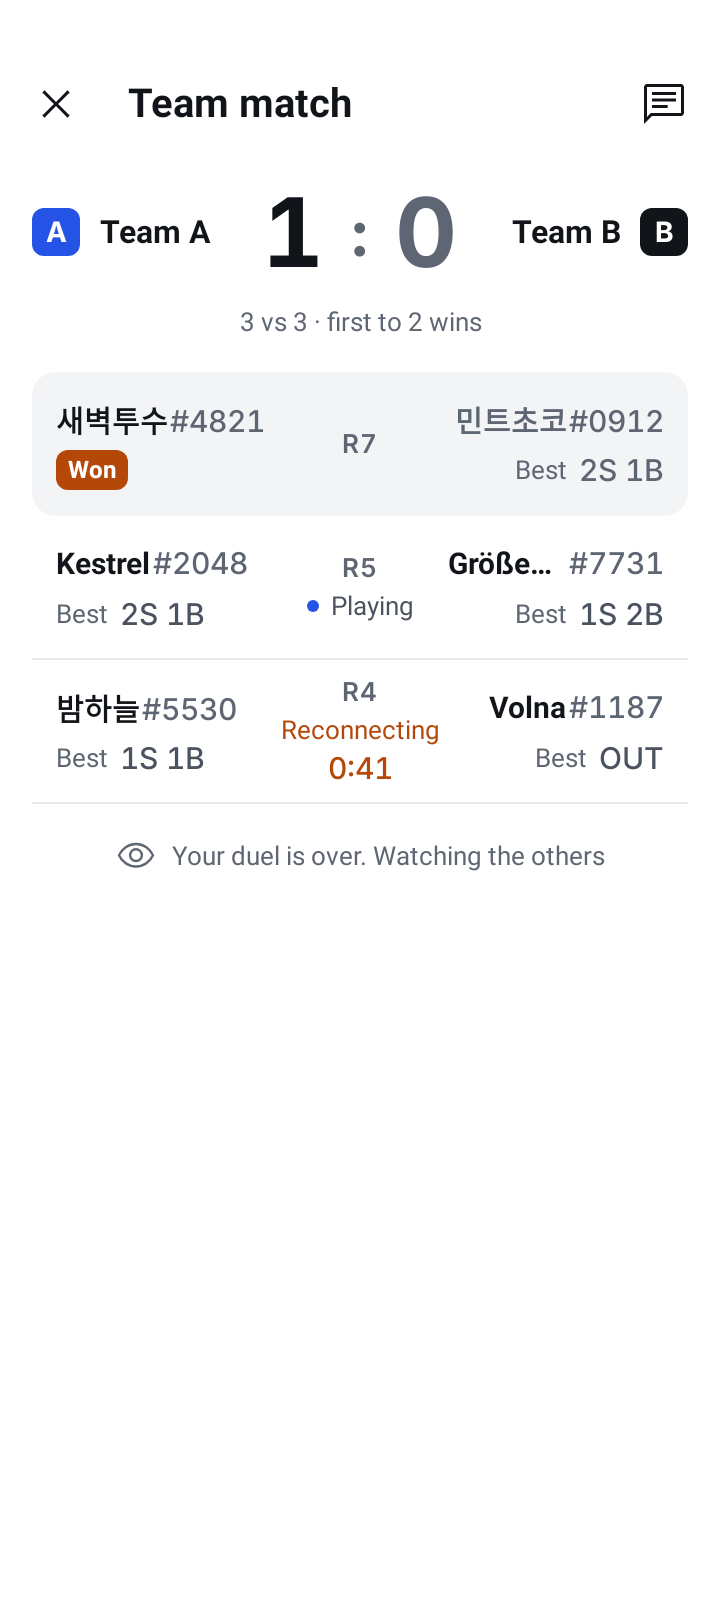 Team match
A Team A 1 : 0 Team B B
3 vs 3 · first to 2 wins
새벽투수#4821 R7 민트초코#0912
Won Best 2S 1B
Kestrel#2048 R5 Größe… #7731
Best 2S 1B Playing Best 1S 2B
밤하늘#5530 R4 Volna#1187
Reconnecting
Best 1S 1B 0:41 Best OUT
Your duel is over. Watching the others